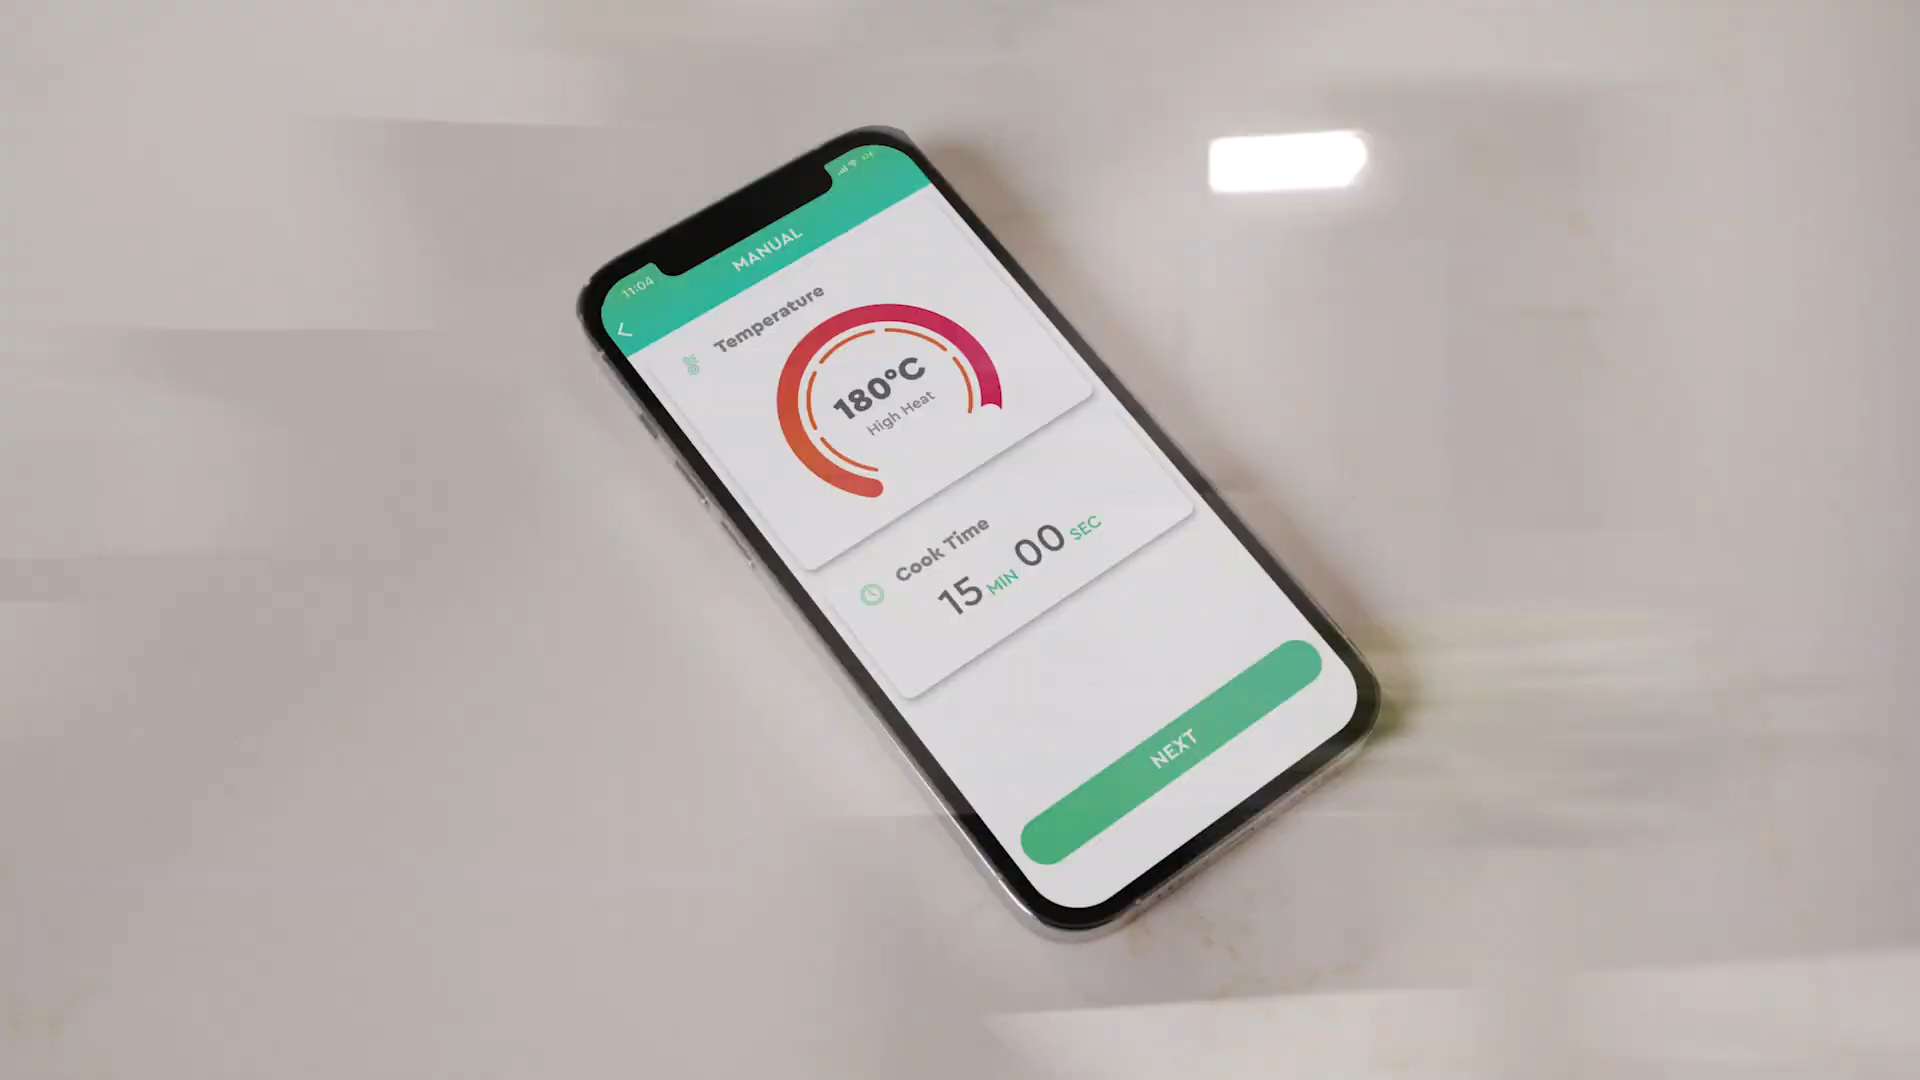 11:04
MANUAL
Temperature
180°C
High Heat
Cook Time
15 MIN 00 SEC
NEXT